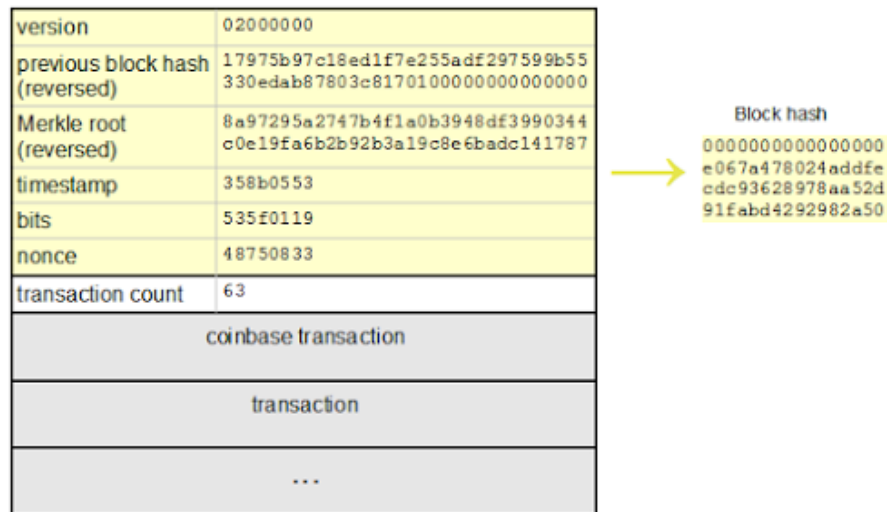 version 02000000
previous block hash (reversed) 17975b97c18ed1f7e255adf297599b55
330edab87803c8170100000000000000
Merkle root (reversed) 8a97295a2747b4f1a0b3948df3990344
c0e19fa6b2b92b3a19c8e6badc141787
timestamp 358b0553
bits 535f0119
nonce 48750833
transaction count 63
coinbase transaction
transaction
...
Block hash
0000000000000000
e067a478024addfe
cdc93628978aa52d
91fabd4292982a50